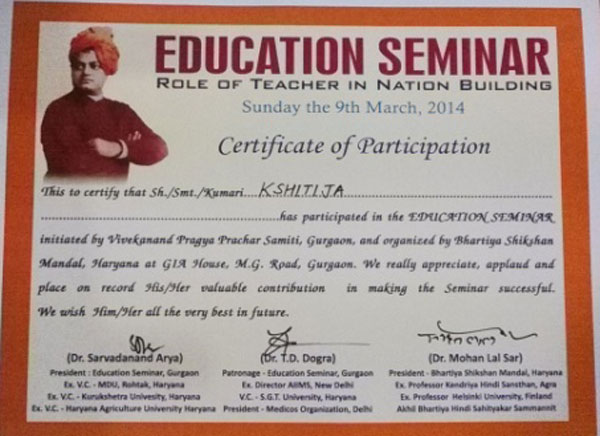 EDUCATION SEMINAR
ROLE OF TEACHER IN NATION BUILDING
Sunday the 9th March, 2014
Certificate of Participation
This to certify that Sh./Smt./Kumari....KSHITIJA
............................................................has participated in the EDUCATION SEMINAR
initiated by Vivekanand Pragya Prachar Samiti, Gurgaon, and organized by Bhartiya Shikshan
Mandal, Haryana at GIA House, M.G. Road, Gurgaon. We really appreciate, applaud and
place on record His/Her valuable contribution in making the Seminar successful.
We wish Him/Her all the very best in future.
(Dr. Sarvadanand Arya)
President : Education Seminar, Gurgaon
Ex. V.C. - MDU, Rohtak, Haryana
Ex. V.C. - Kurukshetra Univesity, Haryana
Ex. V.C. - Haryana Agriculture University Haryana
(Dr. T.D. Dogra)
Patronage - Education Seminar, Gurgaon
Ex. Director AIIMS, New Delhi
V.C. - S.G.T. University, Haryana
President - Medicos Organization, Delhi
(Dr. Mohan Lal Sar)
President - Bhartiya Shikshan Mandal, Haryana
Ex. Professor Kendriya Hindi Sansthan, Agra
Ex. Professor Helsinki University, Finland
Akhil Bhartiya Hindi Sahityakar Sammannit